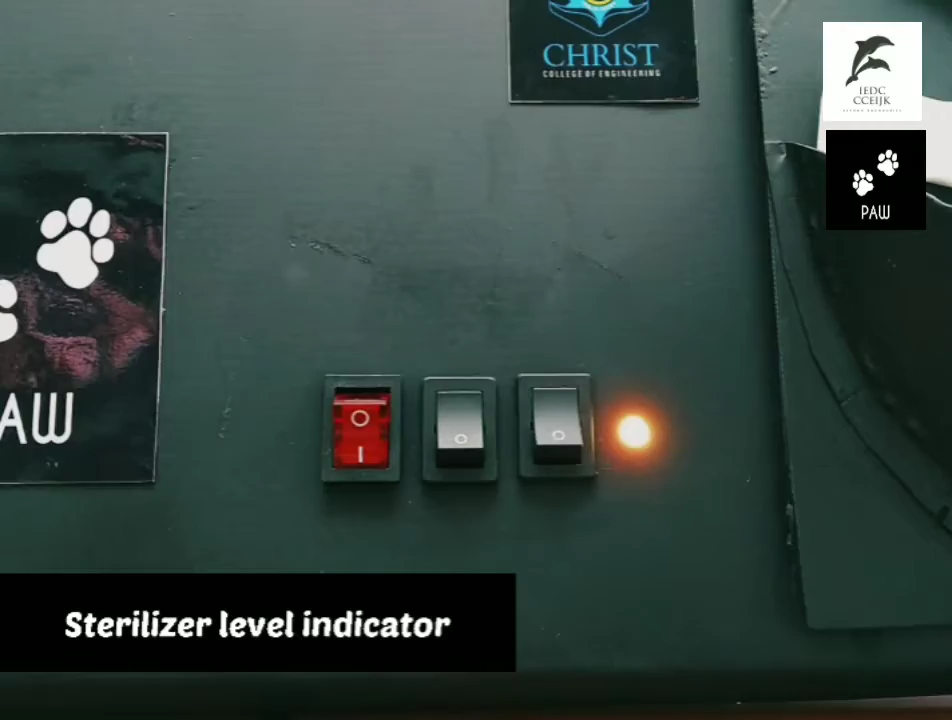 CHRIST
COLLEGE OF ENGINEERING
IEDC
CCEIJK
PAW
AW
O
I
O
O
Sterilizer level indicator